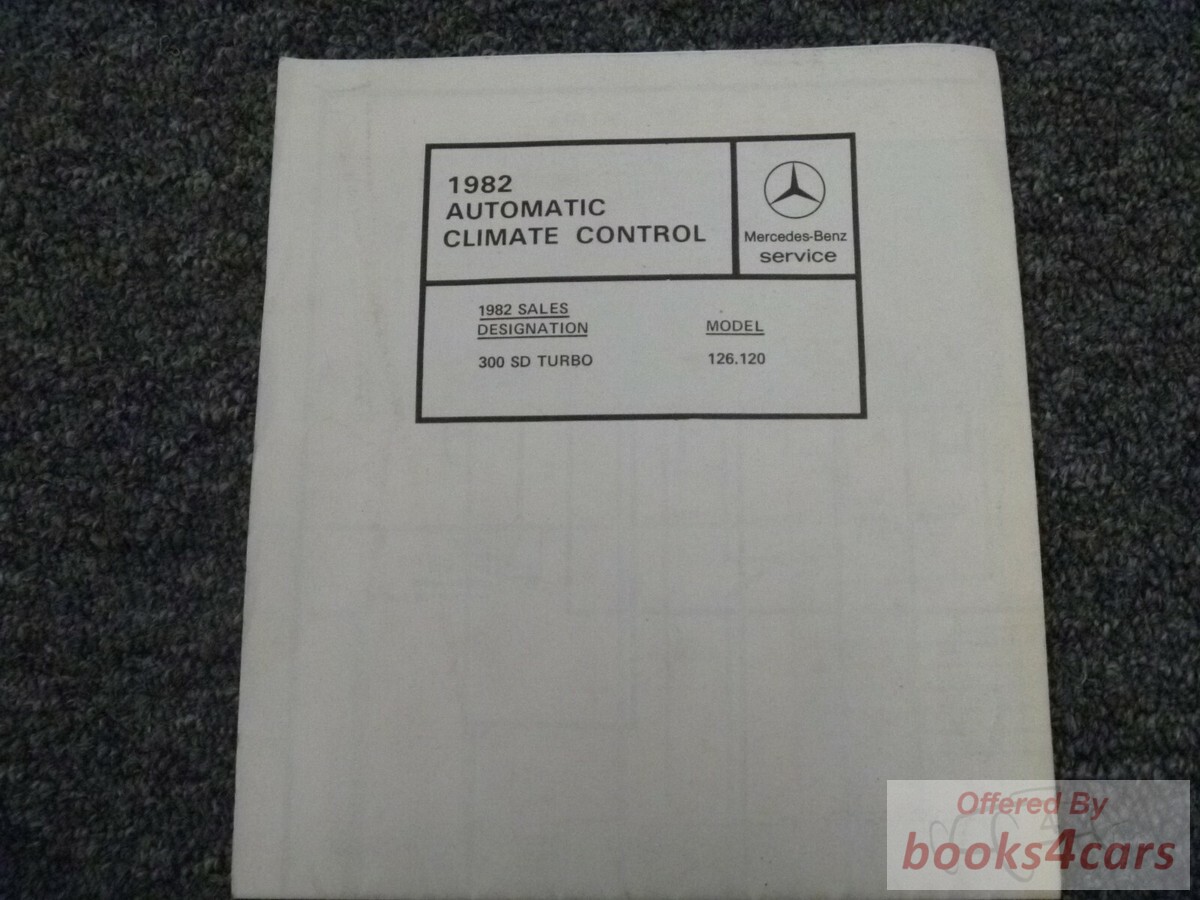 1982
AUTOMATIC
CLIMATE CONTROL
Mercedes-Benz
service
1982 SALES
DESIGNATION
MODEL
300 SD TURBO
126.120
Offered By
books4cars